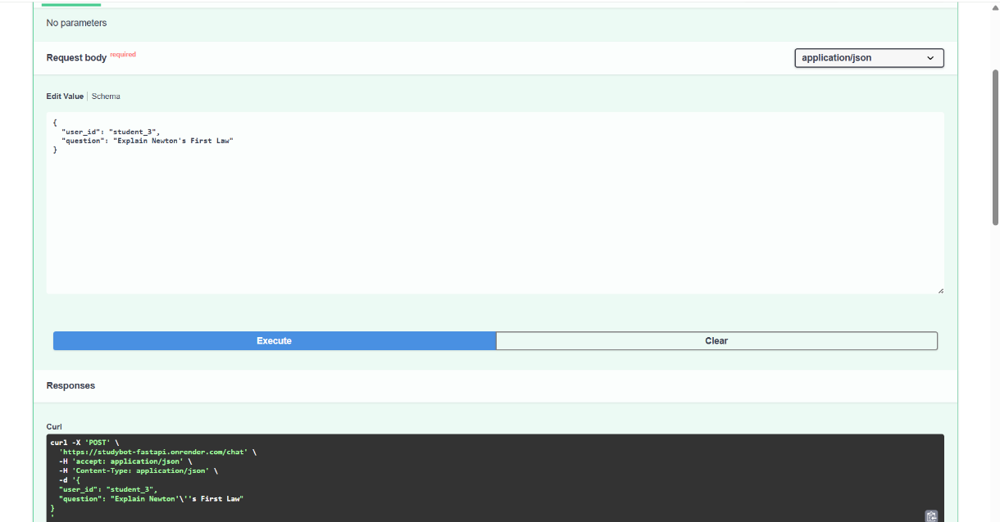 No parameters
Request body required
application/json
Edit Value | Schema
{
  "user_id": "student_3",
  "question": "Explain Newton's First Law"
}
Execute
Clear
Responses
Curl
curl -X 'POST' \
  'https://studybot-fastapi.onrender.com/chat' \
  -H 'accept: application/json' \
  -H 'Content-Type: application/json' \
  -d '{
  "user_id": "student_3",
  "question": "Explain Newton'\''s First Law"
}
'